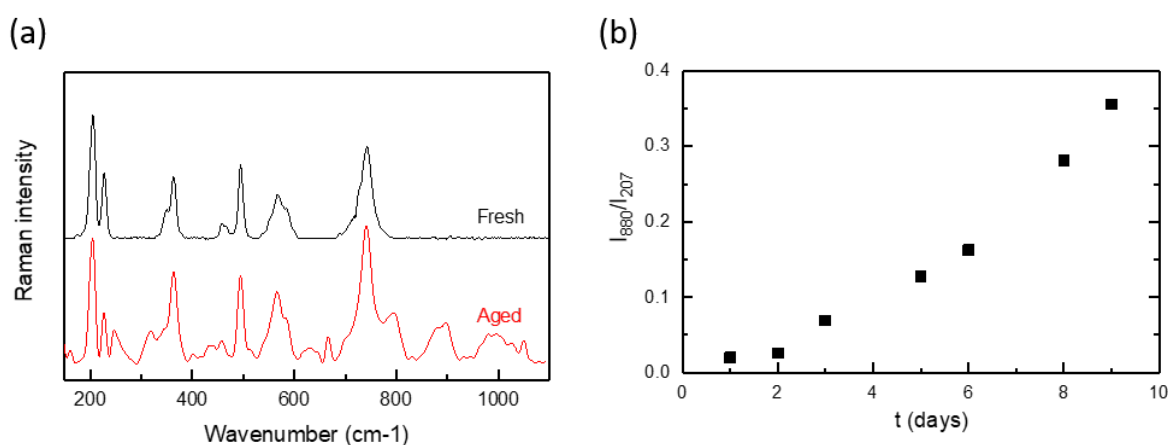 (a)
Raman intensity
Fresh
Aged
200 400 600 800 1000
Wavenumber (cm-1)
(b)
I880/I207
0.4
0.3
0.2
0.1
0.0
0 2 4 6 8 10
t (days)